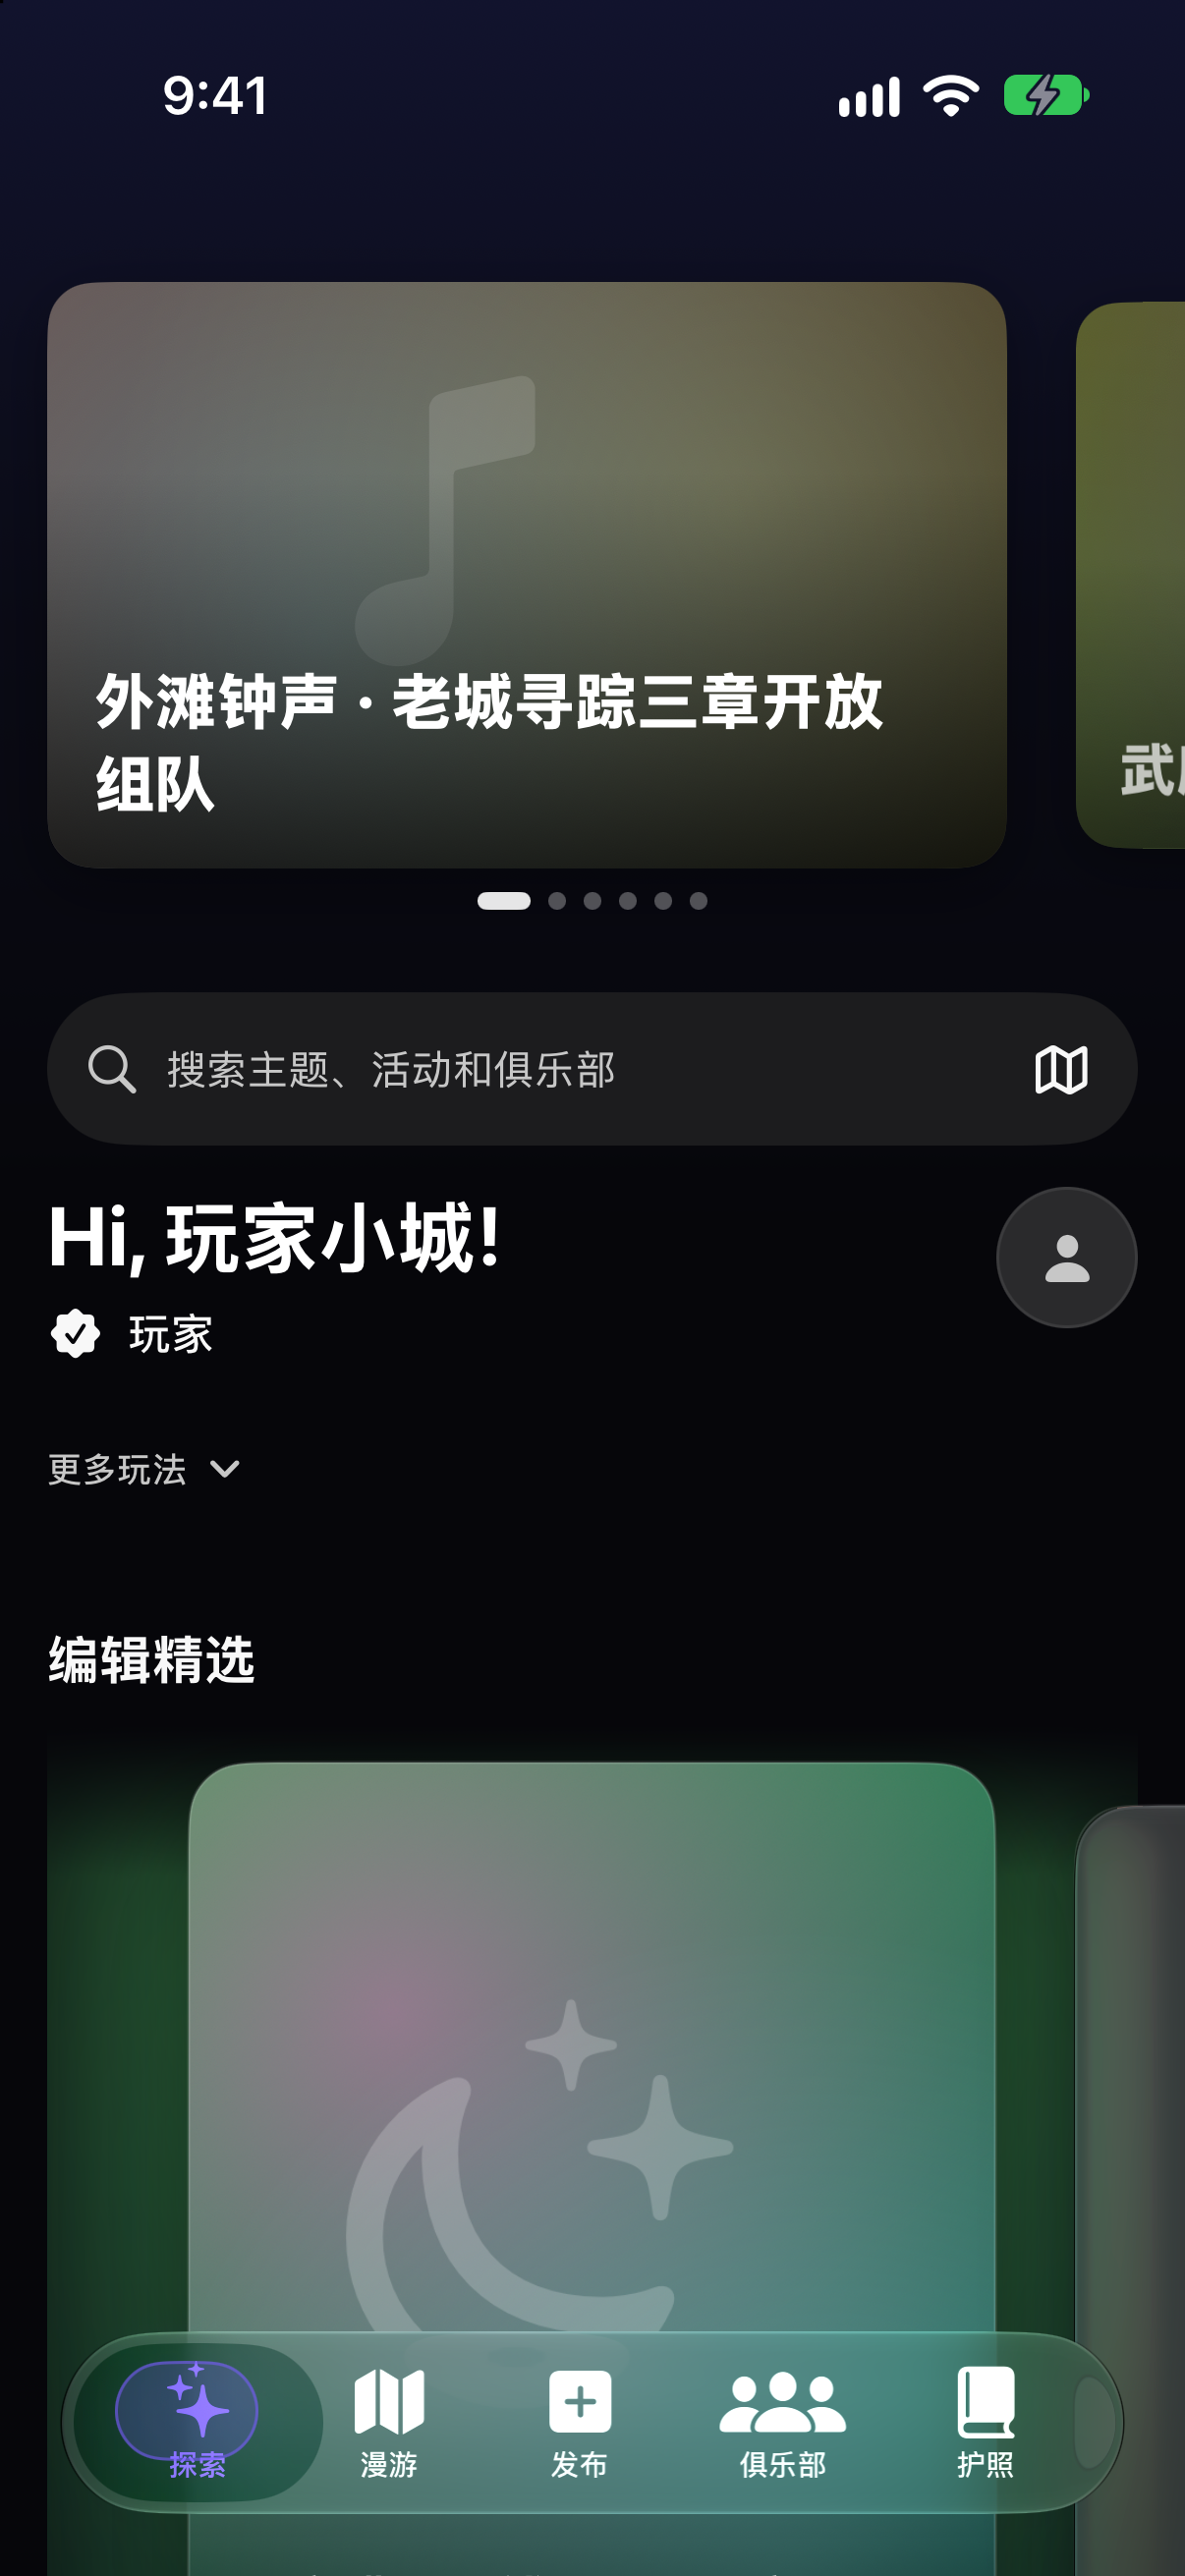 9:41
外滩钟声 · 老城寻踪三章开放
组队
武
搜索主题、活动和俱乐部
Hi, 玩家小城!
玩家
更多玩法
编辑精选
探索
漫游
发布
俱乐部
护照